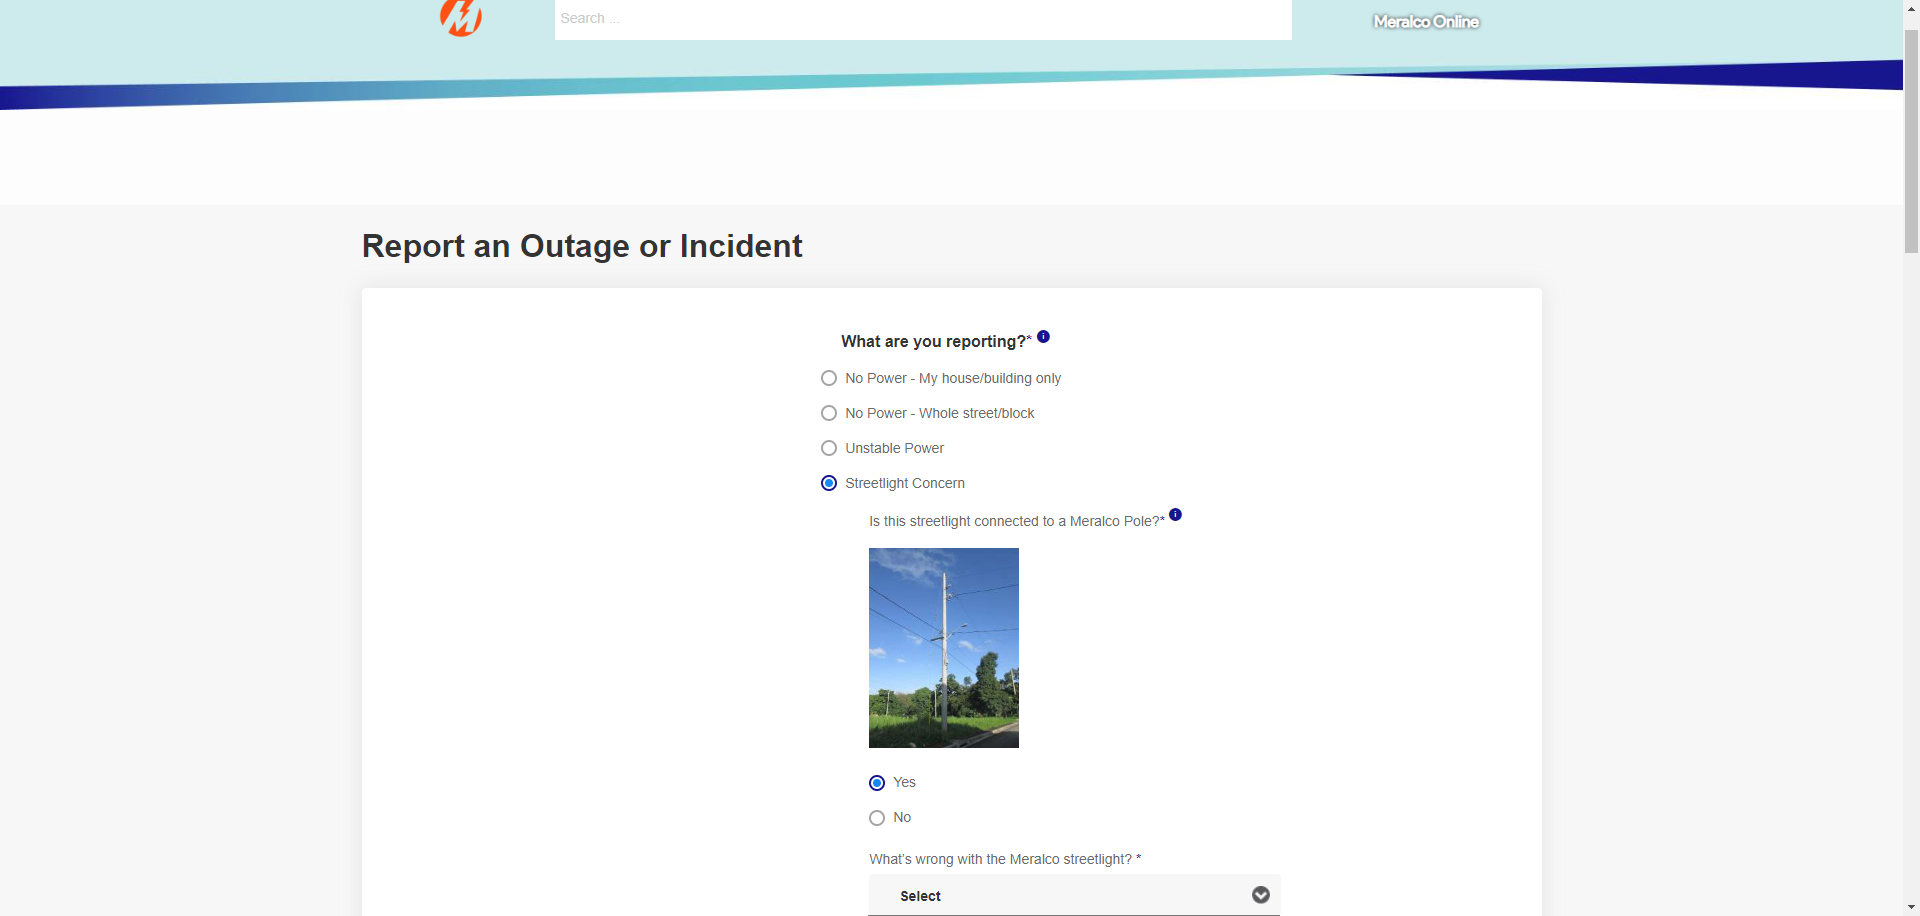 Search ...
Meralco Online
Report an Outage or Incident
What are you reporting?*
No Power - My house/building only
No Power - Whole street/block
Unstable Power
Streetlight Concern
Is this streetlight connected to a Meralco Pole?*
Yes
No
What's wrong with the Meralco streetlight? *
Select